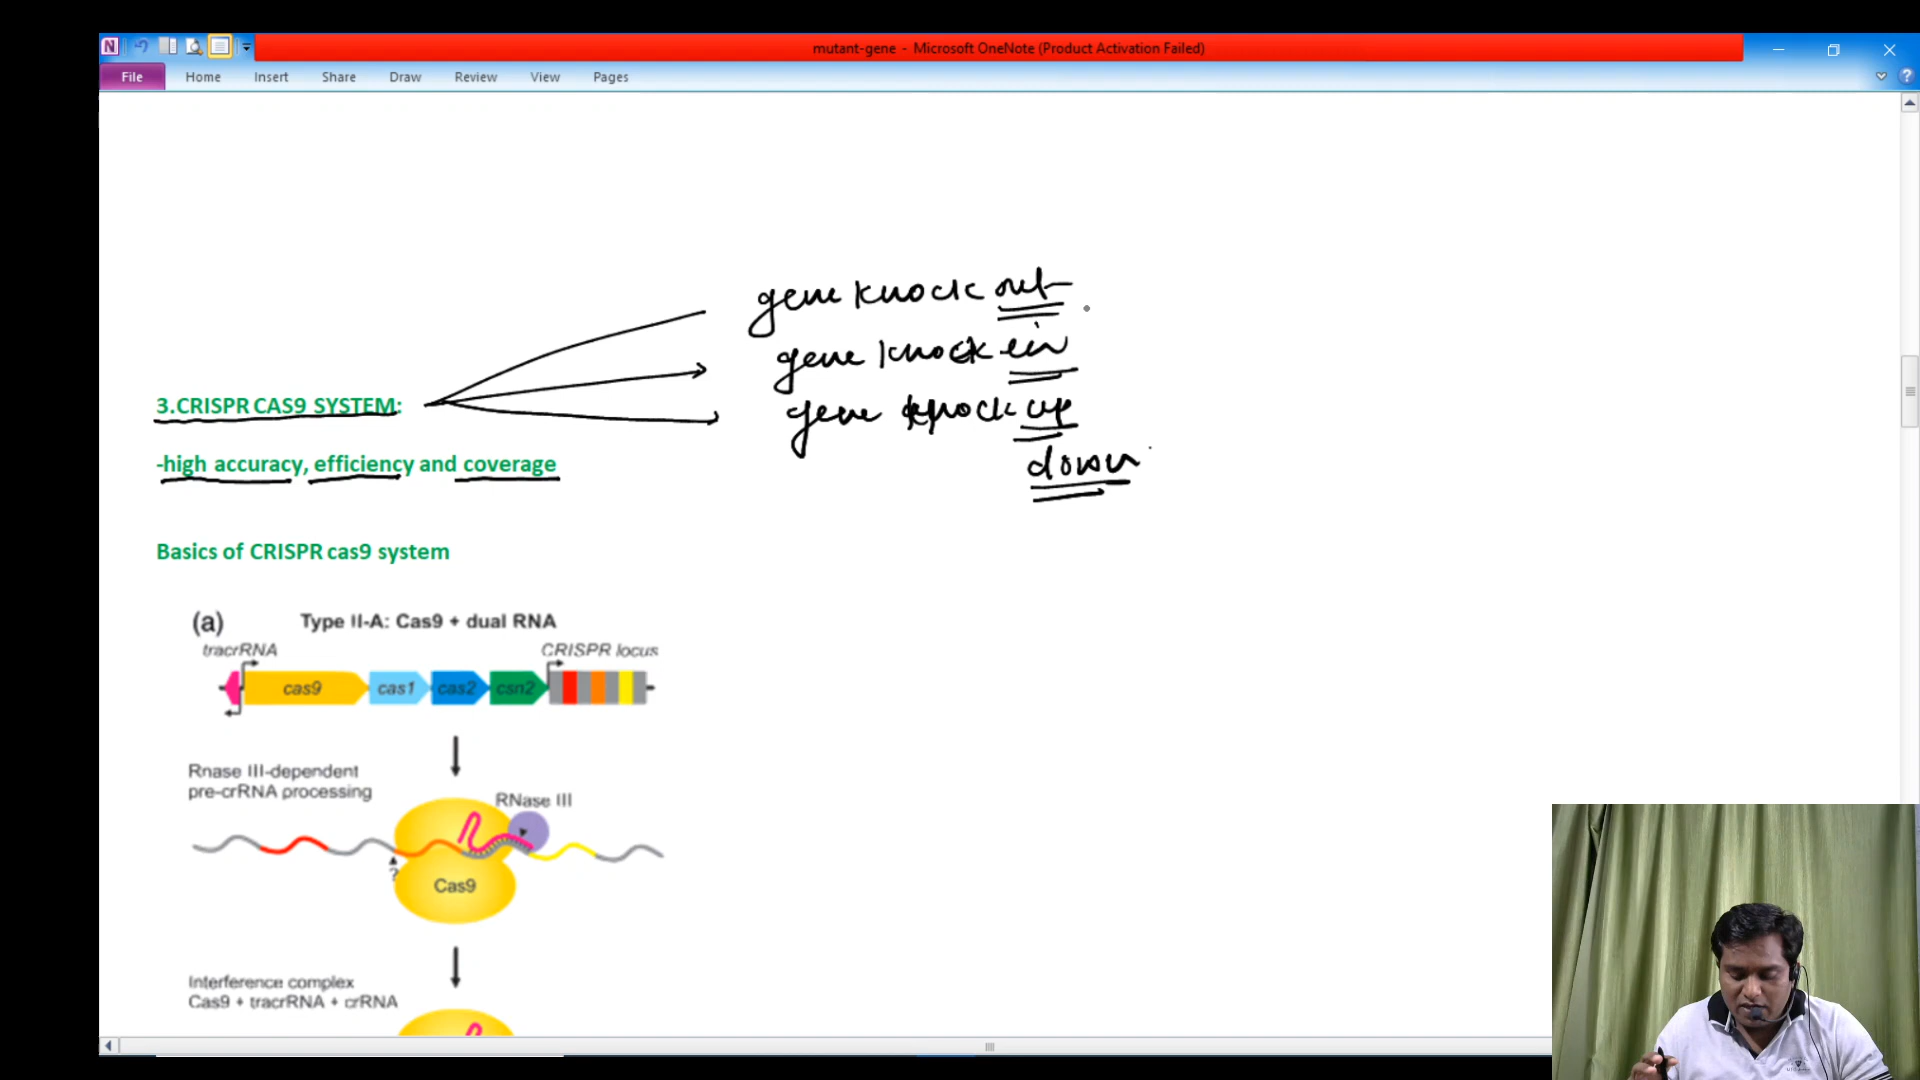 mutant-gene - Microsoft OneNote (Product Activation Failed)
File Home Insert Share Draw Review View Pages
gene knock out
gene knock in
gene knock up
down
3.CRISPR CAS9 SYSTEM:
-high accuracy, efficiency and coverage
Basics of CRISPR cas9 system
(a) Type II-A: Cas9 + dual RNA
tracrRNA CRISPR locus
cas9 cas1 cas2 csn2
Rnase III-dependent
pre-crRNA processing
RNase III
?
Cas9
Interference complex
Cas9 + tracrRNA + crRNA